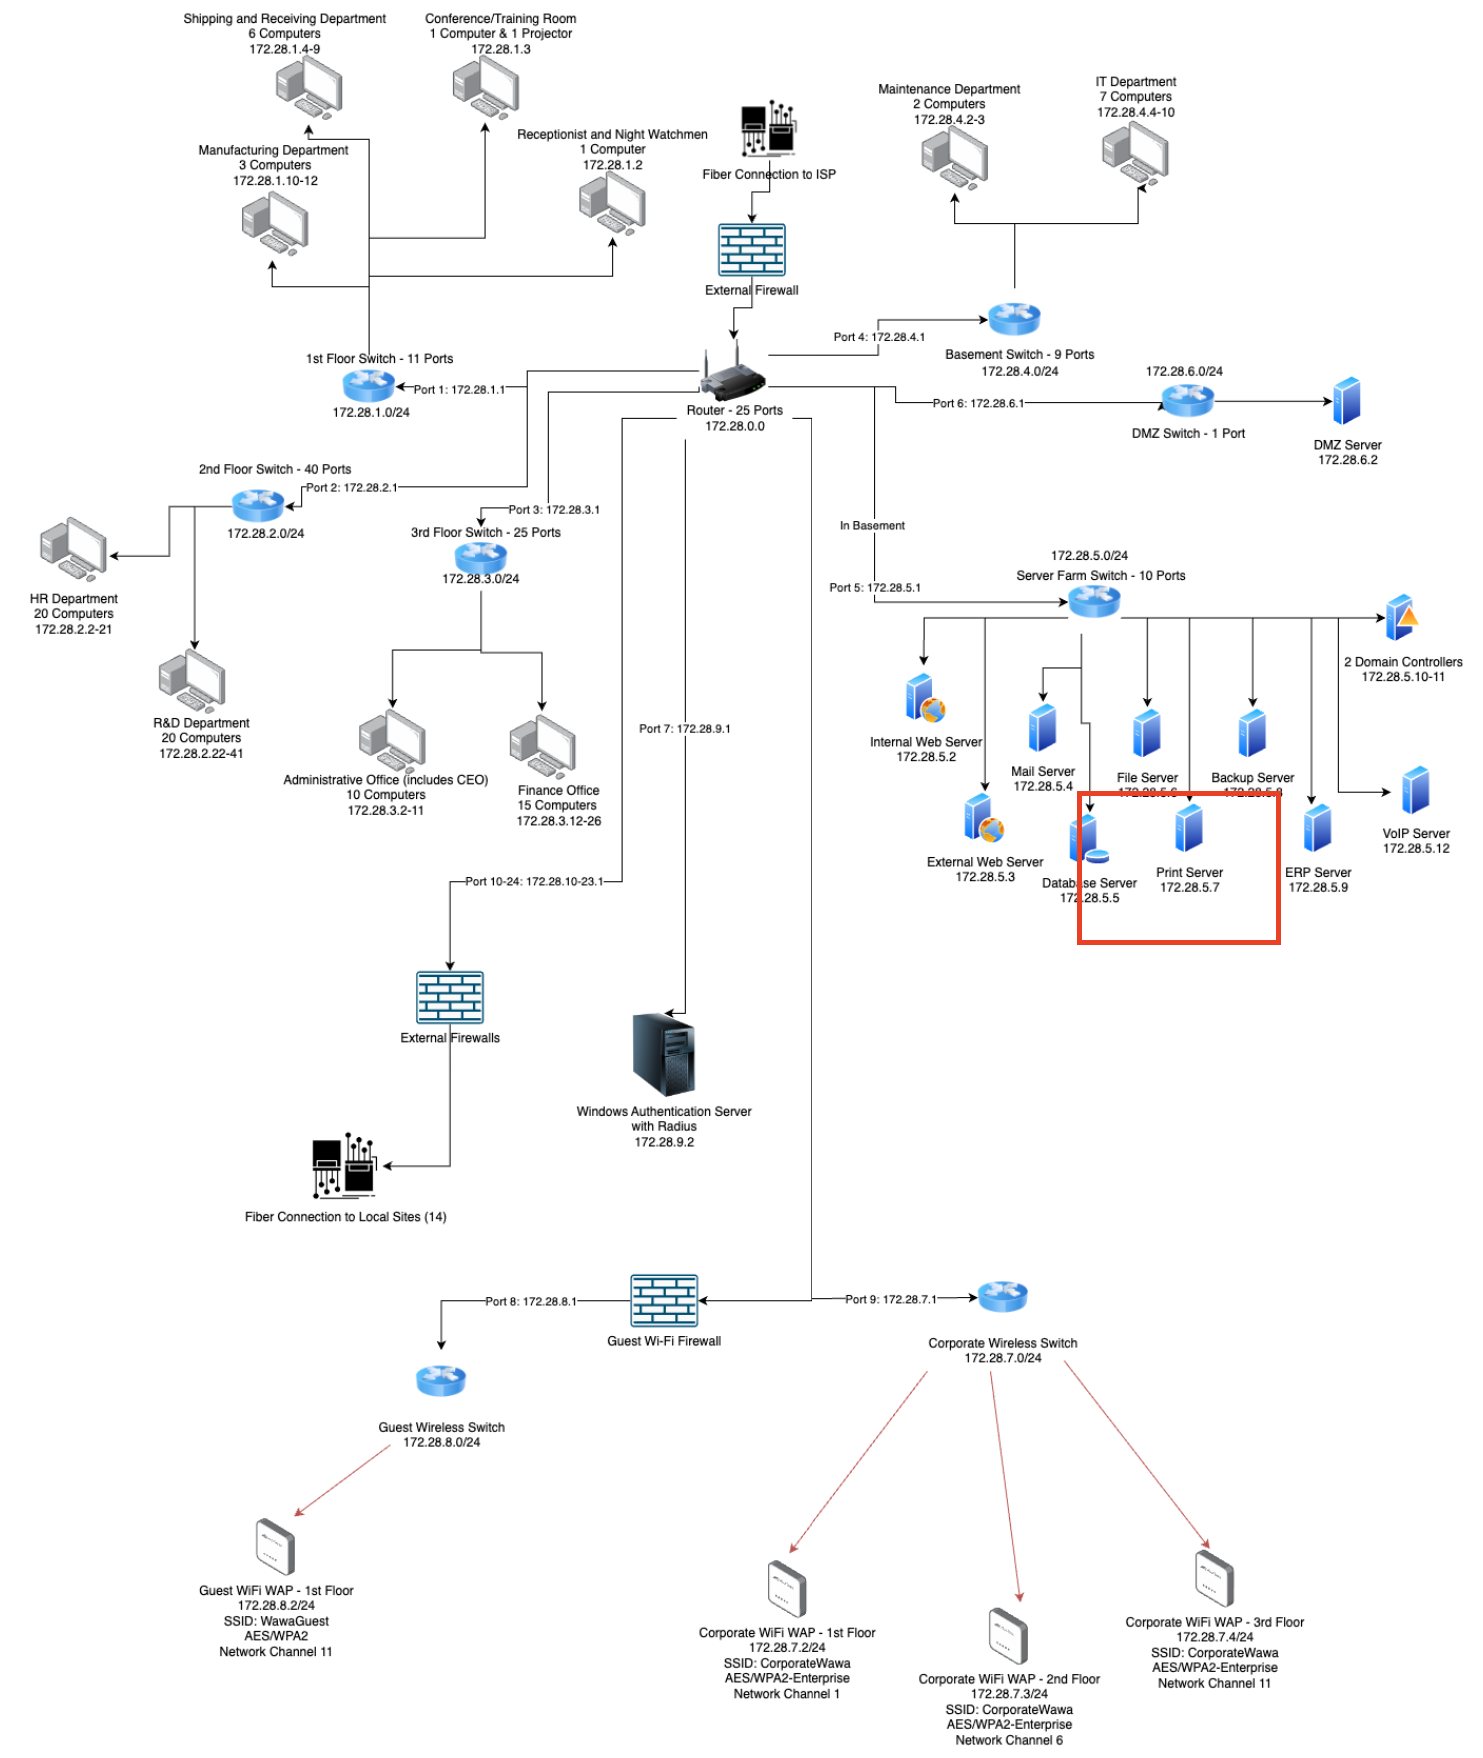 Shipping and Receiving Department
6 Computers
172.28.1.4-9
Conference/Training Room
1 Computer & 1 Projector
172.28.1.3
Manufacturing Department
3 Computers
172.28.1.10-12
Receptionist and Night Watchmen
1 Computer
172.28.1.2
Fiber Connection to ISP
Maintenance Department
2 Computers
172.28.4.2-3
IT Department
7 Computers
172.28.4.4-10
External Firewall
Port 4: 172.28.4.1
Basement Switch - 9 Ports
172.28.4.0/24
1st Floor Switch - 11 Ports
Port 1: 172.28.1.1
172.28.1.0/24
Router - 25 Ports
172.28.0.0
Port 6: 172.28.6.1
172.28.6.0/24
DMZ Switch - 1 Port
DMZ Server
172.28.6.2
2nd Floor Switch - 40 Ports
Port 2: 172.28.2.1
172.28.2.0/24
Port 3: 172.28.3.1
3rd Floor Switch - 25 Ports
172.28.3.0/24
In Basement
172.28.5.0/24
Server Farm Switch - 10 Ports
Port 5: 172.28.5.1
HR Department
20 Computers
172.28.2.2-21
R&D Department
20 Computers
172.28.2.22-41
Administrative Office (includes CEO)
10 Computers
172.28.3.2-11
Finance Office
15 Computers
172.28.3.12-26
Port 7: 172.28.9.1
2 Domain Controllers
172.28.5.10-11
Internal Web Server
172.28.5.2
Mail Server
172.28.5.4
File Server
172.28.5.6
Backup Server
172.28.5.8
VoIP Server
172.28.5.12
External Web Server
172.28.5.3
Database Server
172.28.5.5
Print Server
172.28.5.7
ERP Server
172.28.5.9
Port 10-24: 172.28.10-23.1
External Firewalls
Windows Authentication Server
with Radius
172.28.9.2
Fiber Connection to Local Sites (14)
Port 8: 172.28.8.1
Guest Wi-Fi Firewall
Port 9: 172.28.7.1
Corporate Wireless Switch
172.28.7.0/24
Guest Wireless Switch
172.28.8.0/24
Guest WiFi WAP - 1st Floor
172.28.8.2/24
SSID: WawaGuest
AES/WPA2
Network Channel 11
Corporate WiFi WAP - 1st Floor
172.28.7.2/24
SSID: CorporateWawa
AES/WPA2-Enterprise
Network Channel 1
Corporate WiFi WAP - 2nd Floor
172.28.7.3/24
SSID: CorporateWawa
AES/WPA2-Enterprise
Network Channel 6
Corporate WiFi WAP - 3rd Floor
172.28.7.4/24
SSID: CorporateWawa
AES/WPA2-Enterprise
Network Channel 11